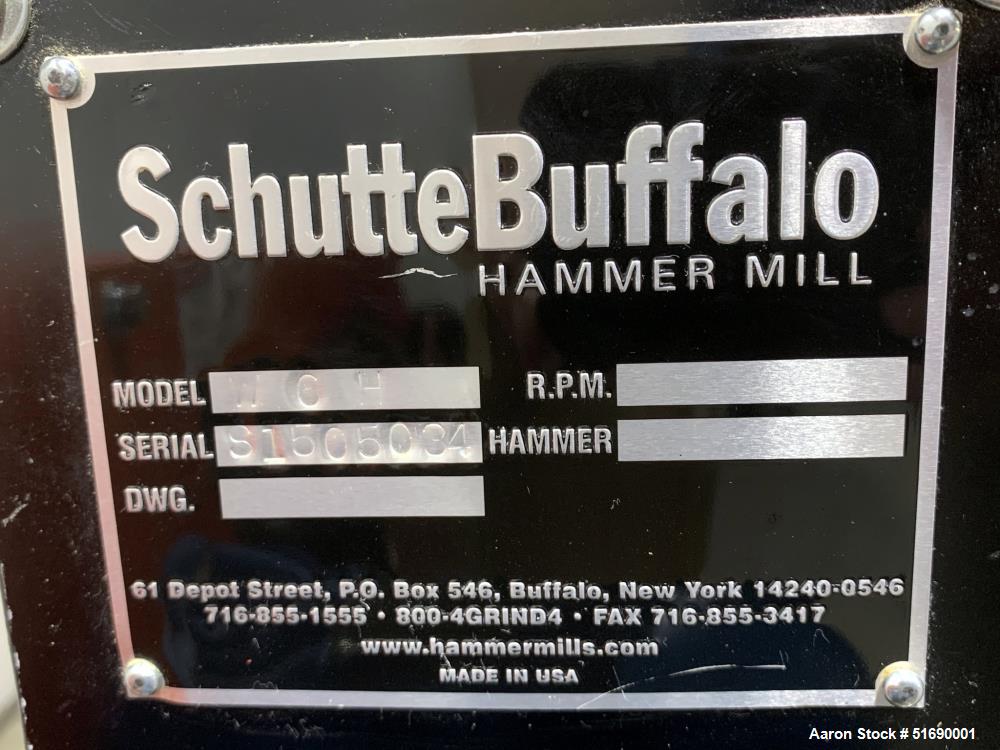 SchutteBuffalo
HAMMER MILL
MODEL W 6 H
R.P.M.
SERIAL S1505034
HAMMER
DWG.
61 Depot Street, P.O. Box 546, Buffalo, New York 14240-0546
716-855-1555 · 800-4GRIND4 · FAX 716-855-3417
www.hammermills.com
MADE IN USA
Aaron Stock # 51690001